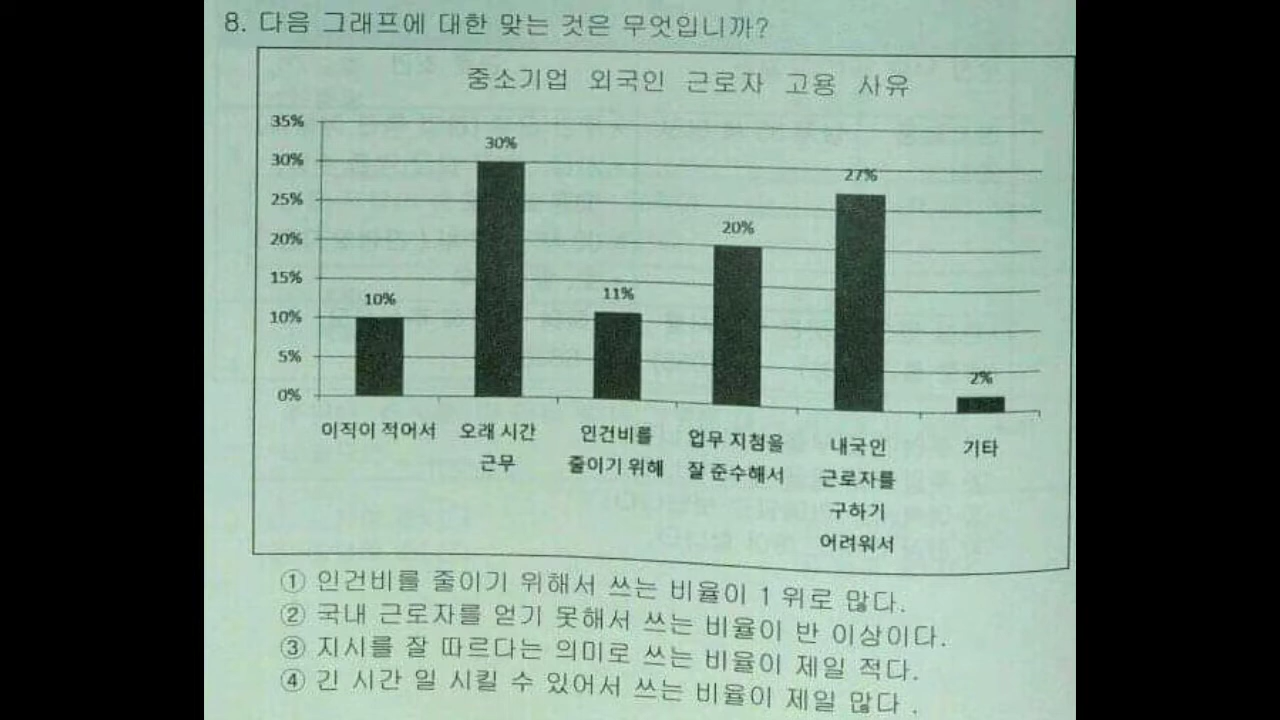 8. 다음 그래프에 대한 맞는 것은 무엇입니까?
중소기업 외국인 근로자 고용 사유
35%
30%
25%
20%
15%
10%
5%
0%
10%
30%
11%
20%
27%
2%
이직이 적어서
오래 시간
근무
인건비를
줄이기 위해
업무 지침을
잘 준수해서
내국인
근로자를
구하기
어려워서
기타
① 인건비를 줄이기 위해서 쓰는 비율이 1 위로 많다.
② 국내 근로자를 얻기 못해서 쓰는 비율이 반 이상이다.
③ 지시를 잘 따르다는 의미로 쓰는 비율이 제일 적다.
④ 긴 시간 일 시킬 수 있어서 쓰는 비율이 제일 많다 .